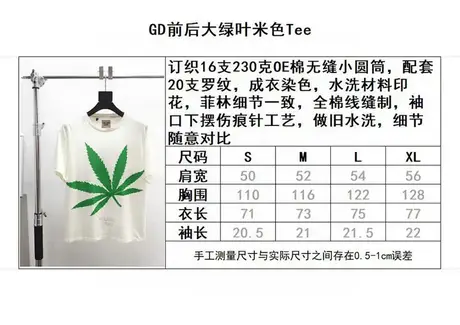 GD前后大绿叶米色Tee
订织16支230克OE棉无缝小圆筒，配套
20支罗纹，成衣染色，水洗材料印
花，菲林细节一致，全棉线缝制，袖
口下摆伤痕针工艺，做旧水洗，细节
随意对比
尺码 S M L XL
肩宽 50 52 54 56
胸围 110 116 122 128
衣长 71 73 75 77
袖长 20.5 21 21.5 22
手工测量尺寸与实际尺寸之间存在0.5-1cm误差